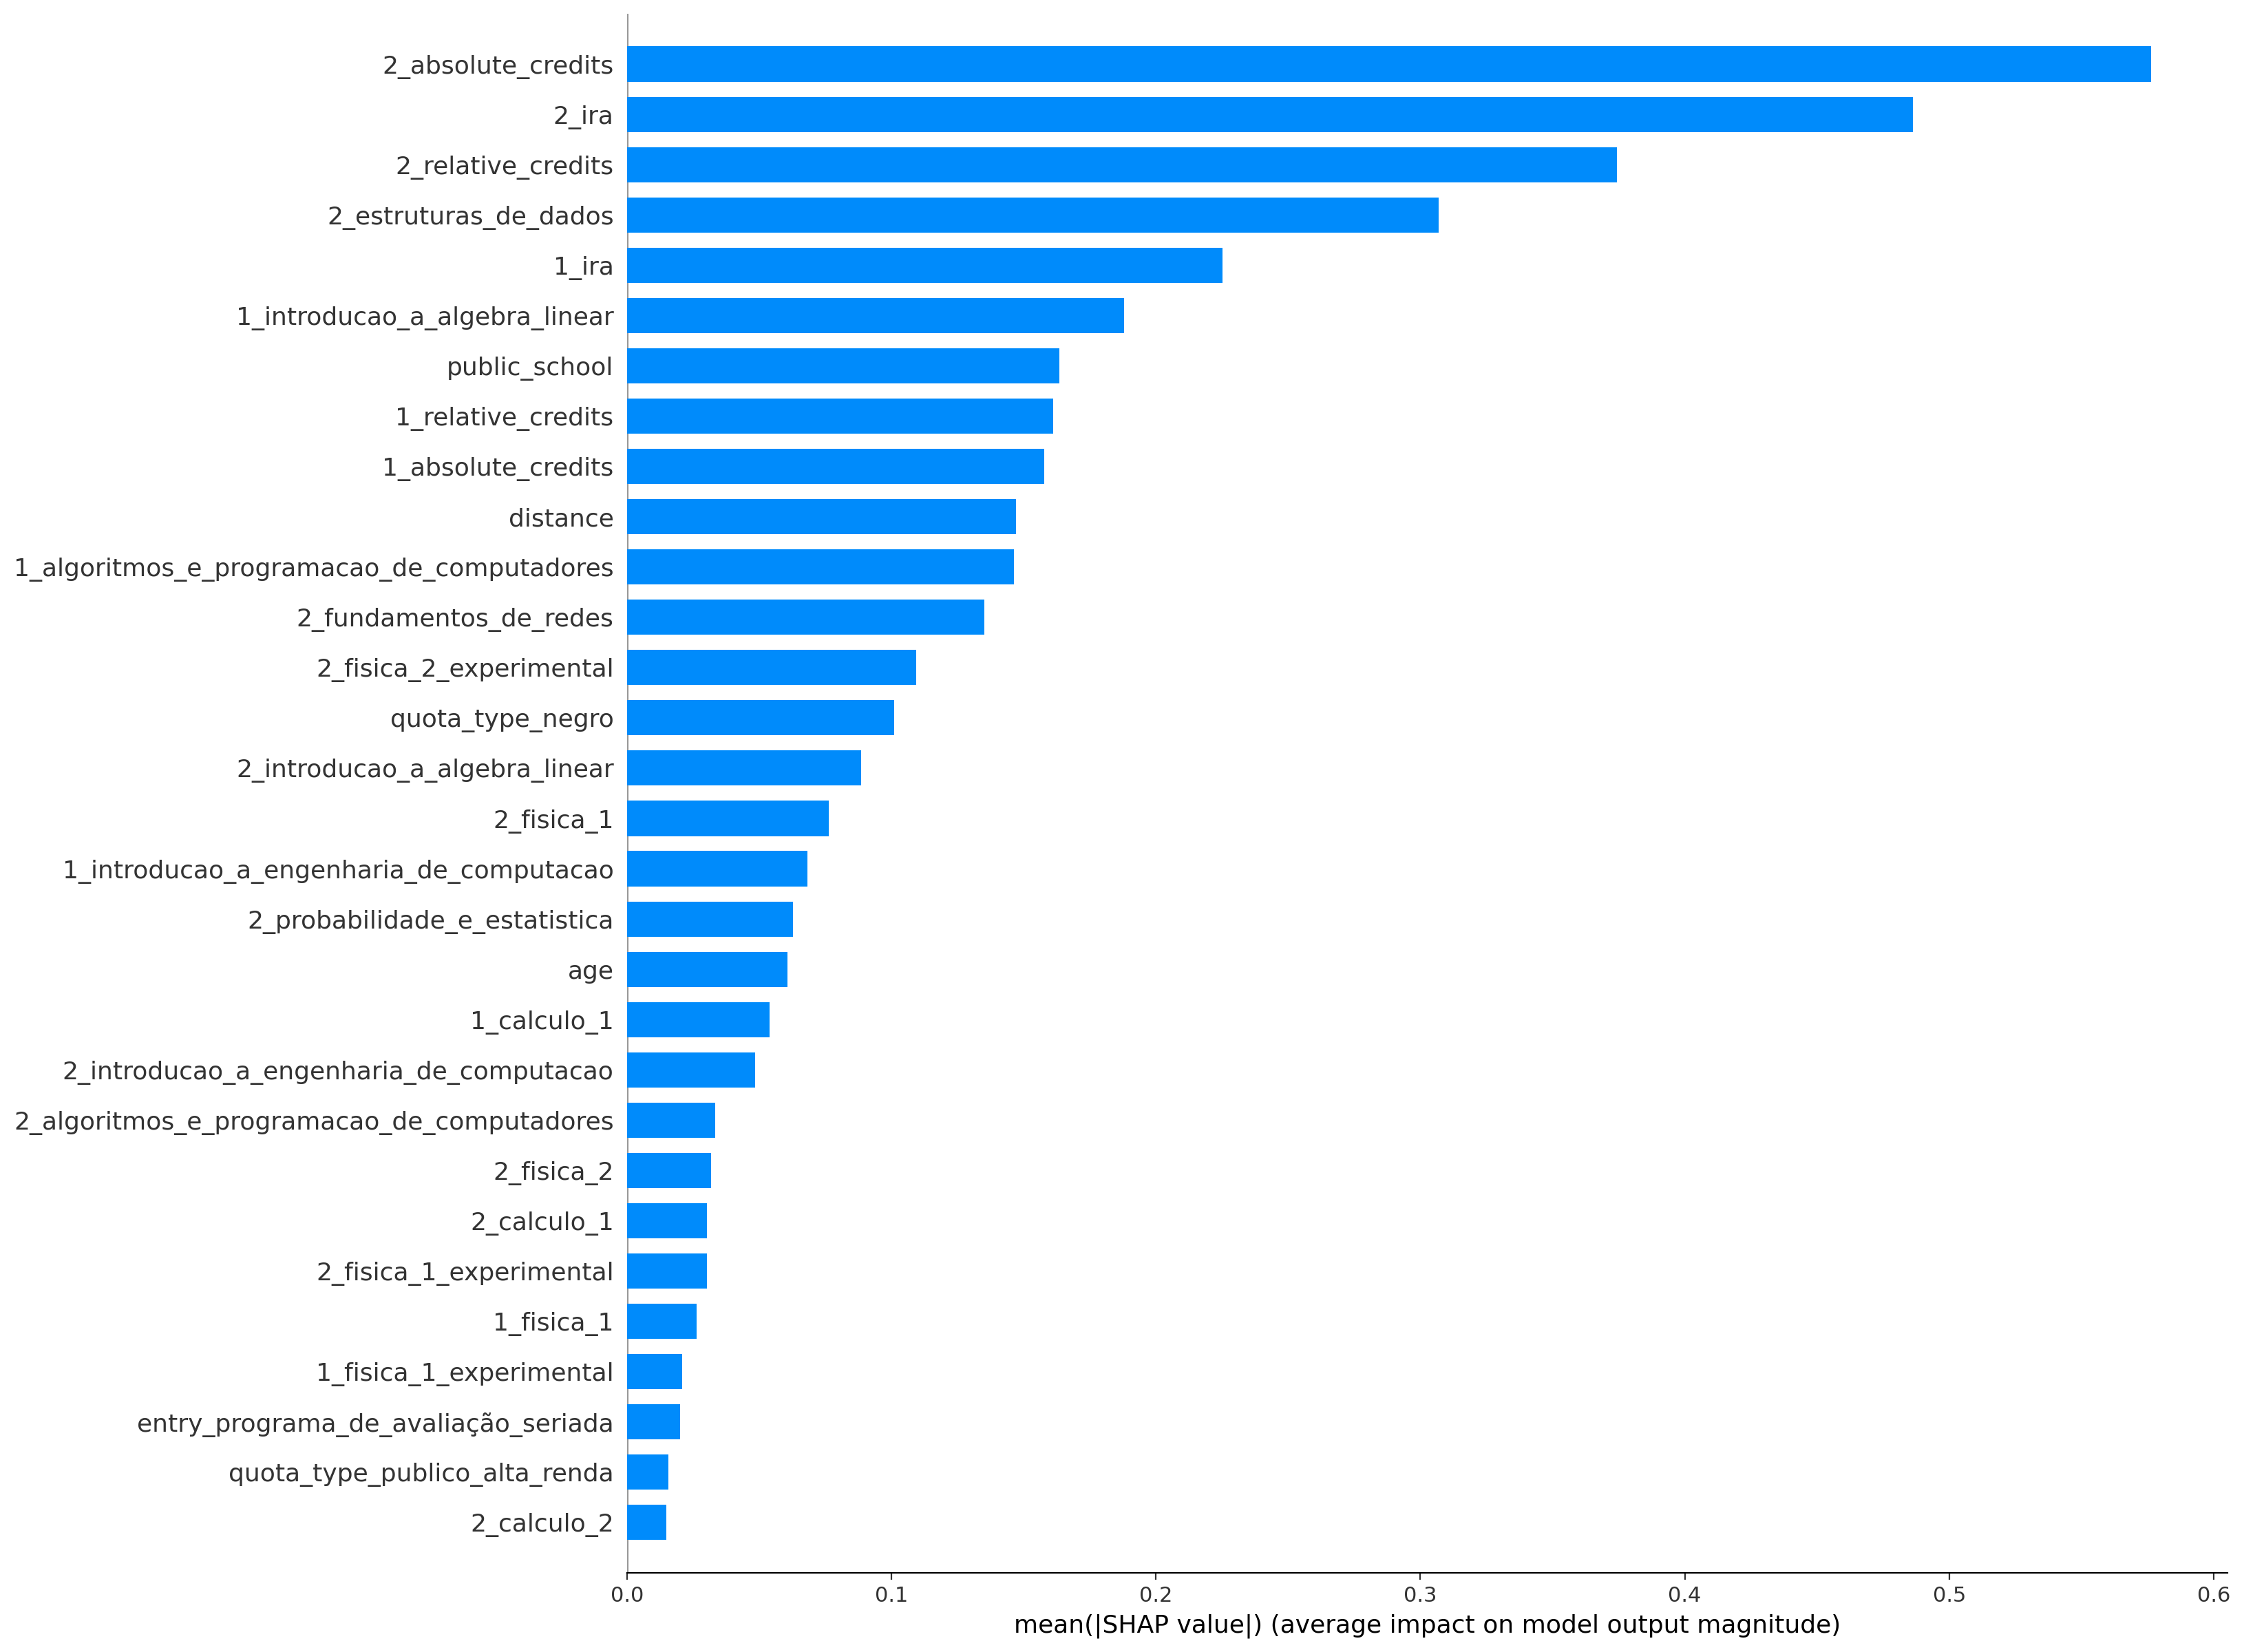 2_absolute_credits
2_ira
2_relative_credits
2_estruturas_de_dados
1_ira
1_introducao_a_algebra_linear
public_school
1_relative_credits
1_absolute_credits
distance
1_algoritmos_e_programacao_de_computadores
2_fundamentos_de_redes
2_fisica_2_experimental
quota_type_negro
2_introducao_a_algebra_linear
2_fisica_1
1_introducao_a_engenharia_de_computacao
2_probabilidade_e_estatistica
age
1_calculo_1
2_introducao_a_engenharia_de_computacao
2_algoritmos_e_programacao_de_computadores
2_fisica_2
2_calculo_1
2_fisica_1_experimental
1_fisica_1
1_fisica_1_experimental
entry_programa_de_avaliação_seriada
quota_type_publico_alta_renda
2_calculo_2
0.0 0.1 0.2 0.3 0.4 0.5 0.6
mean(|SHAP value|) (average impact on model output magnitude)